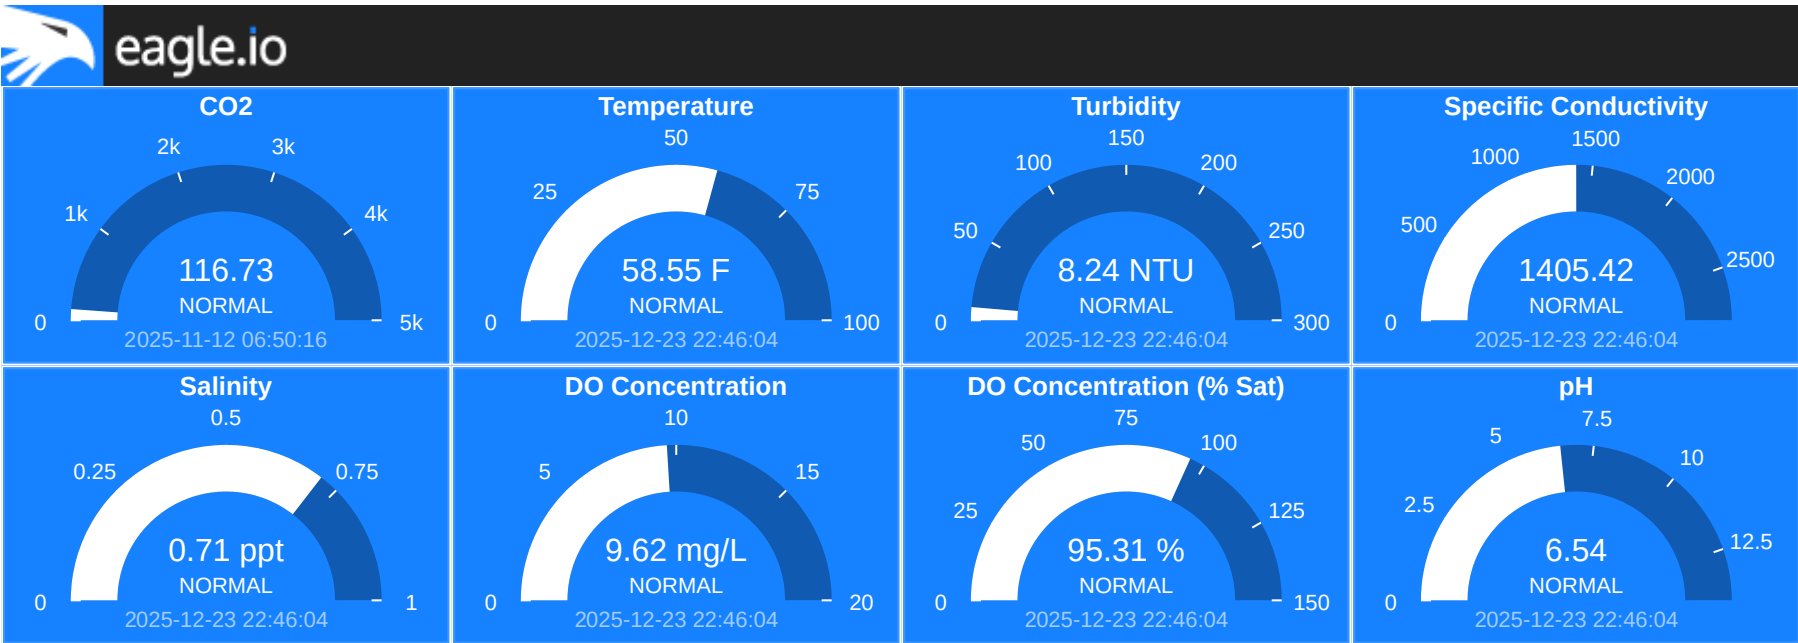 eagle.io
CO2
2k
3k
1k
4k
116.73
NORMAL
0
5k
2025-11-12 06:50:16
Temperature
50
25
75
58.55 F
NORMAL
0
100
2025-12-23 22:46:04
Turbidity
150
100
200
50
250
8.24 NTU
NORMAL
0
300
2025-12-23 22:46:04
Specific Conductivity
1500
1000
2000
500
2500
1405.42
NORMAL
0
2025-12-23 22:46:04
Salinity
0.5
0.25
0.75
0.71 ppt
NORMAL
0
1
2025-12-23 22:46:04
DO Concentration
10
5
15
9.62 mg/L
NORMAL
0
20
2025-12-23 22:46:04
DO Concentration (% Sat)
75
50
100
25
125
95.31 %
NORMAL
0
150
2025-12-23 22:46:04
pH
7.5
5
10
2.5
12.5
6.54
NORMAL
0
2025-12-23 22:46:04